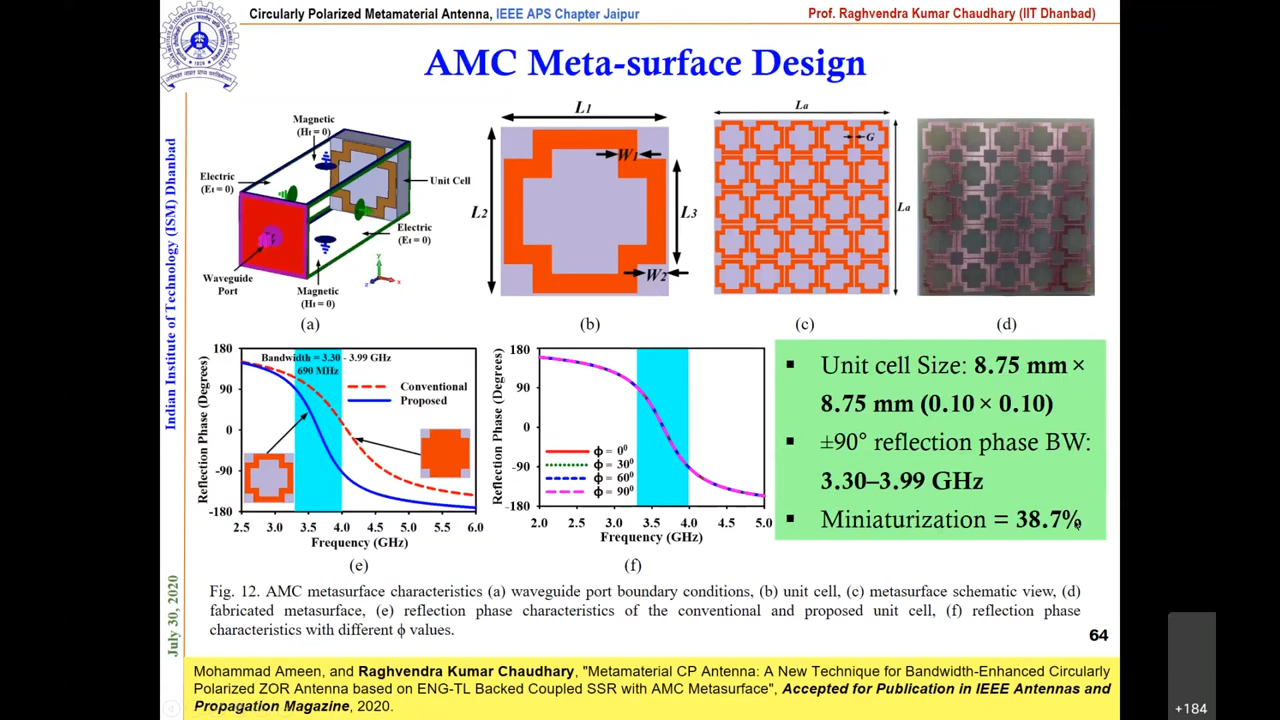 Circularly Polarized Metamaterial Antenna, IEEE APS Chapter Jaipur
Prof. Raghvendra Kumar Chaudhary (IIT Dhanbad)
AMC Meta-surface Design
Indian Institute of Technology (ISM) Dhanbad
July 30, 2020
Magnetic
(Ht = 0)
Electric
(Et = 0)
Unit Cell
Electric
(Et = 0)
Waveguide
Port
Magnetic
(Ht = 0)
y
x
z
(a)
L1
W1
L2
L3
W2
(b)
La
G
La
(c)
(d)
Reflection Phase (Degrees)
180
90
0
-90
-180
Bandwidth = 3.30 - 3.99 GHz
690 MHz
Conventional
Proposed
2.5 3.0 3.5 4.0 4.5 5.0 5.5 6.0
Frequency (GHz)
(e)
Reflection Phase (Degrees)
180
90
0
-90
-180
ϕ = 0⁰
ϕ = 30⁰
ϕ = 60⁰
ϕ = 90⁰
2.0 2.5 3.0 3.5 4.0 4.5 5.0
Frequency (GHz)
(f)
▪ Unit cell Size: 8.75 mm ×
8.75 mm (0.10 × 0.10)
▪ ±90° reflection phase BW:
3.30–3.99 GHz
▪ Miniaturization = 38.7%
Fig. 12. AMC metasurface characteristics (a) waveguide port boundary conditions, (b) unit cell, (c) metasurface schematic view, (d)
fabricated metasurface, (e) reflection phase characteristics of the conventional and proposed unit cell, (f) reflection phase
characteristics with different ϕ values.
64
Mohammad Ameen, and Raghvendra Kumar Chaudhary, "Metamaterial CP Antenna: A New Technique for Bandwidth-Enhanced Circularly
Polarized ZOR Antenna based on ENG-TL Backed Coupled SSR with AMC Metasurface", Accepted for Publication in IEEE Antennas and
Propagation Magazine, 2020.
+184